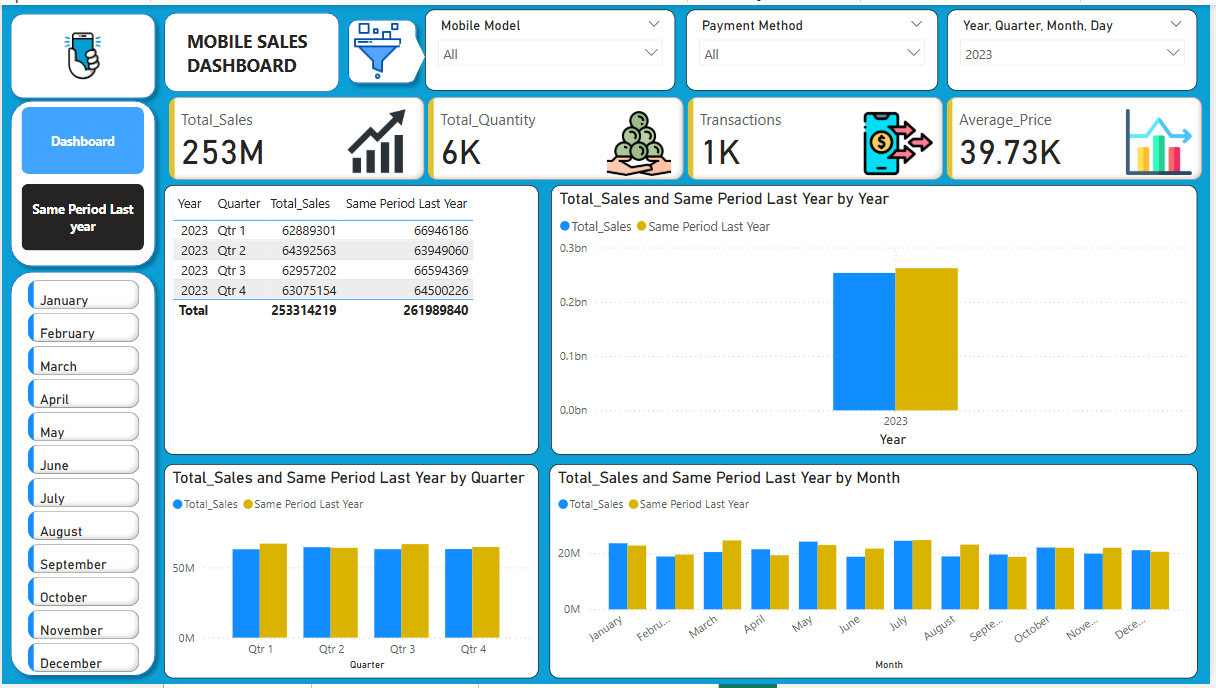 MOBILE SALES
DASHBOARD
Mobile Model
All
Payment Method
All
Year, Quarter, Month, Day
2023
Dashboard
Same Period Last
year
Total_Sales
253M
Total_Quantity
6K
Transactions
1K
Average_Price
39.73K
January
February
March
April
May
June
July
August
September
October
November
December
Year Quarter Total_Sales Same Period Last Year
2023 Qtr 1 62889301 66946186
2023 Qtr 2 64392563 63949060
2023 Qtr 3 62957202 66594369
2023 Qtr 4 63075154 64500226
Total 253314219 261989840
Total_Sales and Same Period Last Year by Year
Total_Sales Same Period Last Year
0.3bn
0.2bn
0.1bn
0.0bn
2023
Year
Total_Sales and Same Period Last Year by Quarter
Total_Sales Same Period Last Year
50M
0M
Qtr 1 Qtr 2 Qtr 3 Qtr 4
Quarter
Total_Sales and Same Period Last Year by Month
Total_Sales Same Period Last Year
20M
0M
January Febru... March April May June July August Septe... October Nove... Dece...
Month